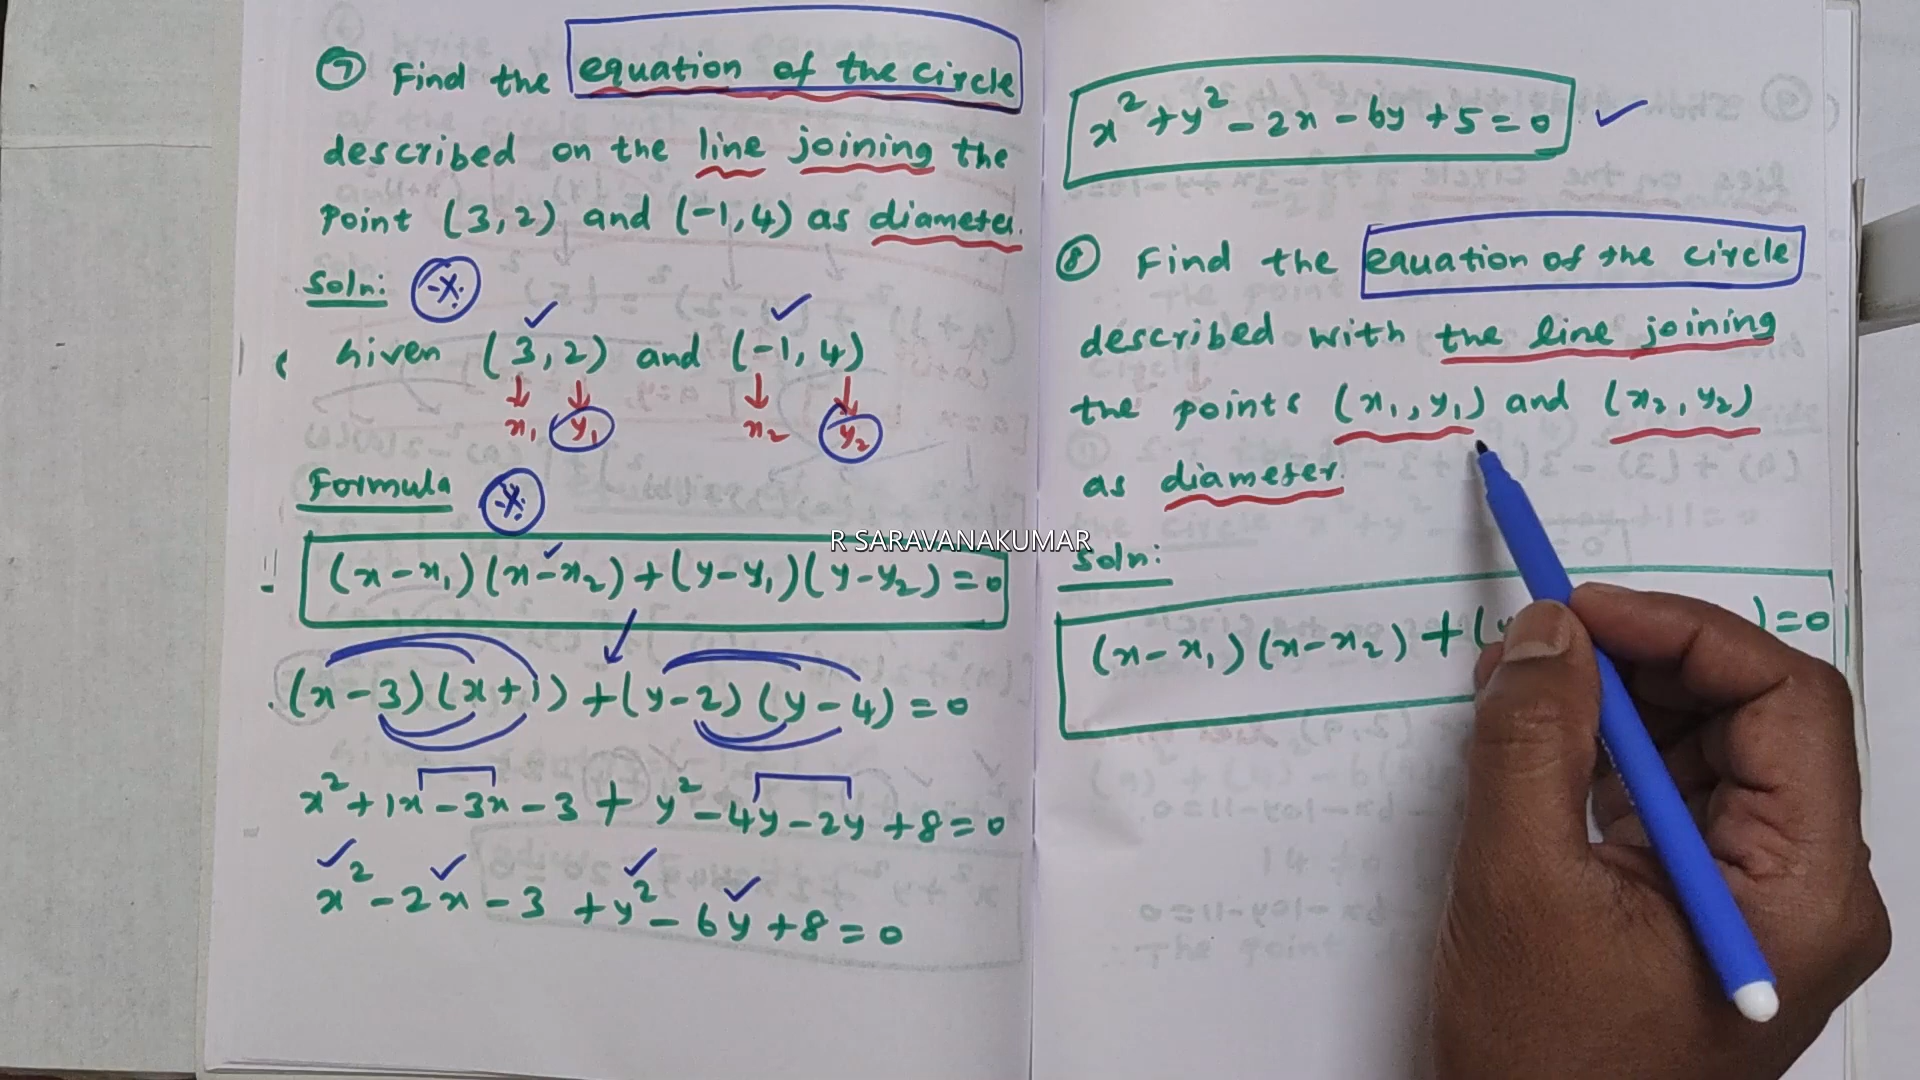 ⑦ Find the equation of the circle
described on the line joining the
point (3,2) and (-1,4) as diameter.
Soln:
Given (3,2) and (-1,4)
x₁ y₁ x₂ y₂
Formula
(x-x₁)(x-x₂)+(y-y₁)(y-y₂)=0
(x-3)(x+1)+(y-2)(y-4)=0
x²+1x-3x-3+y²-4y-2y+8=0
x²-2x-3+y²-6y+8=0
x²+y²-2x-6y+5=0
⑧ Find the equation of the circle
described with the line joining
the points (x₁,y₁) and (x₂,y₂)
as diameter.
R SARAVANAKUMAR
Soln:
(x-x₁)(x-x₂)+(y )=0